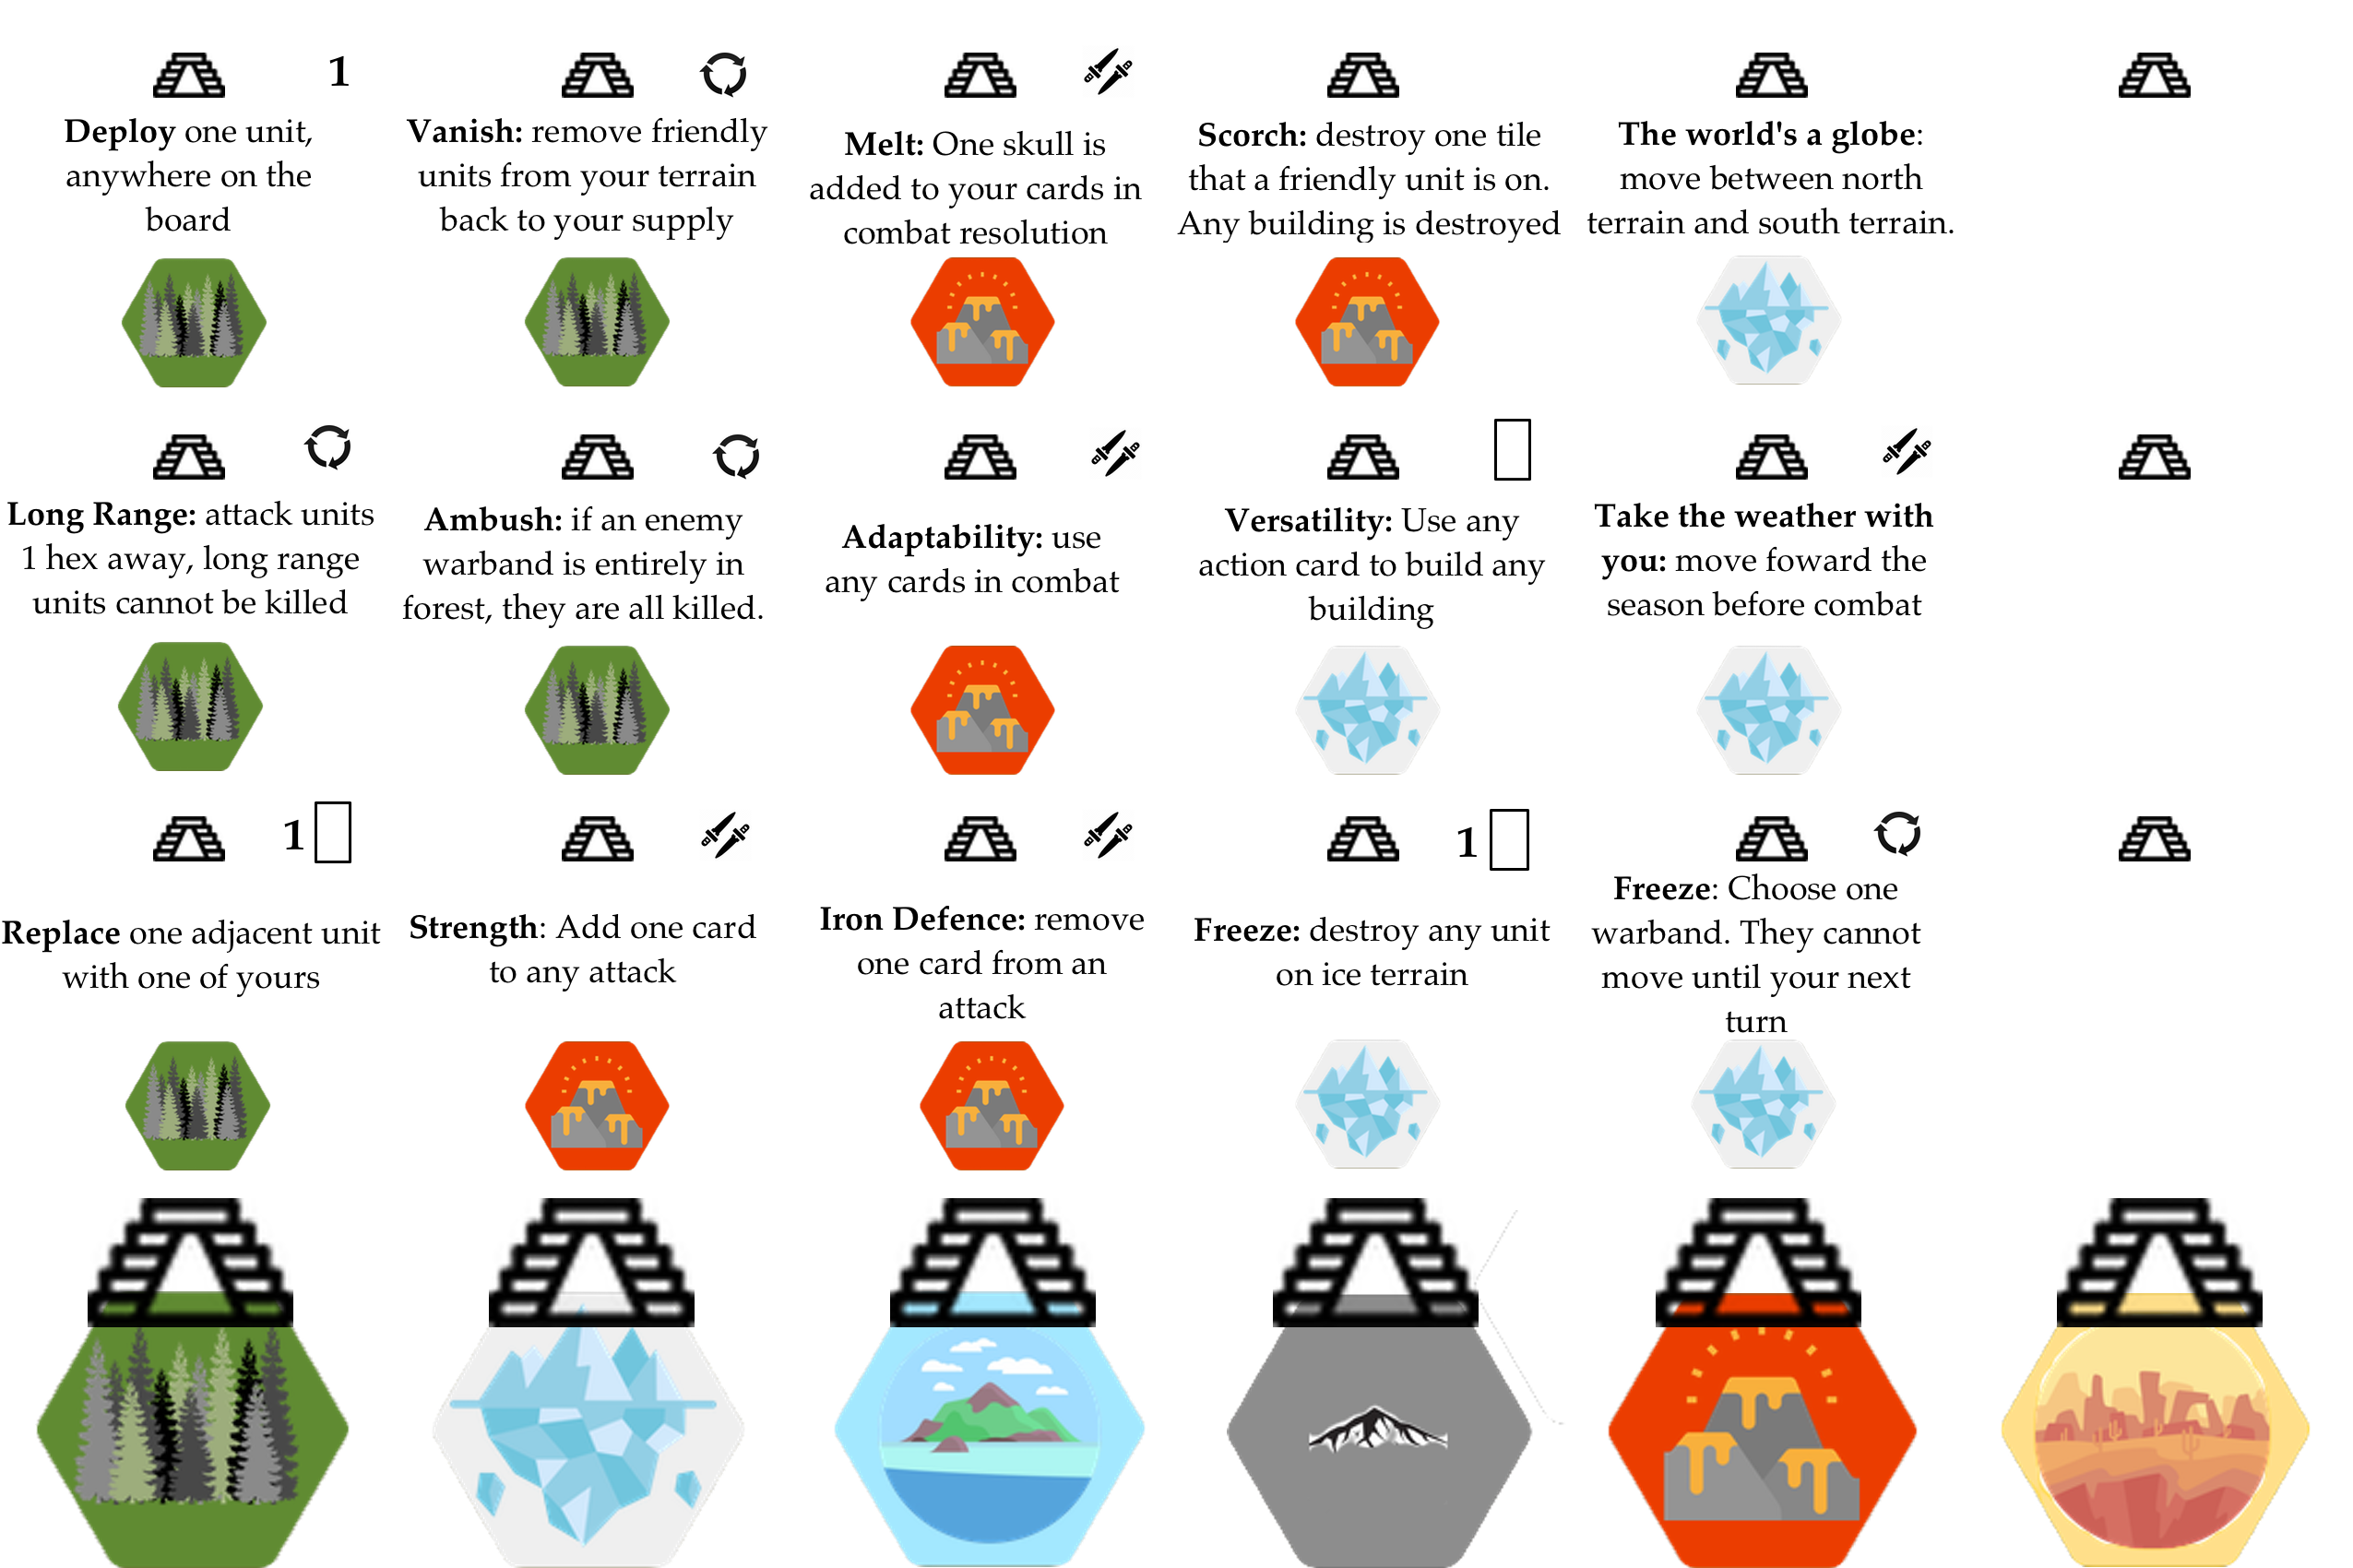 1
Deploy one unit,
anywhere on the
board
Vanish: remove friendly
units from your terrain
back to your supply
Melt: One skull is
added to your cards in
combat resolution
Scorch: destroy one tile
that a friendly unit is on.
Any building is destroyed
The world's a globe:
move between north
terrain and south terrain.
Long Range: attack units
1 hex away, long range
units cannot be killed
Ambush: if an enemy
warband is entirely in
forest, they are all killed.
Adaptability: use
any cards in combat
Versatility: Use any
action card to build any
building
Take the weather with
you: move foward the
season before combat
1
Replace one adjacent unit
with one of yours
Strength: Add one card
to any attack
Iron Defence: remove
one card from an
attack
1
Freeze: destroy any unit
on ice terrain
Freeze: Choose one
warband. They cannot
move until your next
turn